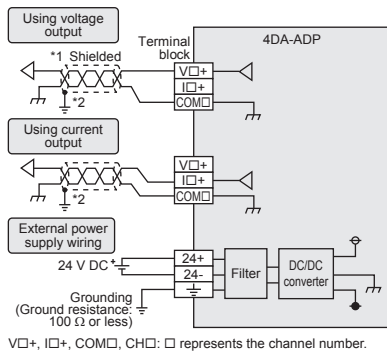 Using voltage
output
4DA-ADP
*1 Shielded
Terminal
block
V□+
I□+
COM□
*2
Using current
output
V□+
I□+
COM□
*2
External power
supply wiring
24 V DC
24+
24-
Filter
DC/DC
converter
Grounding
(Ground resistance:
100 Ω or less)
V□+, I□+, COM□, CH□: □ represents the channel number.